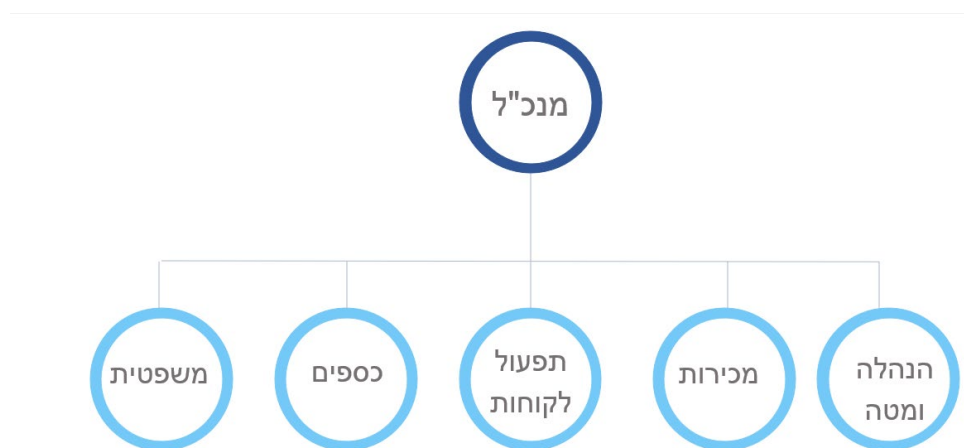 מנכ"ל
הנהלה
ומטה
מכירות
תפעול
לקוחות
כספים
משפטית